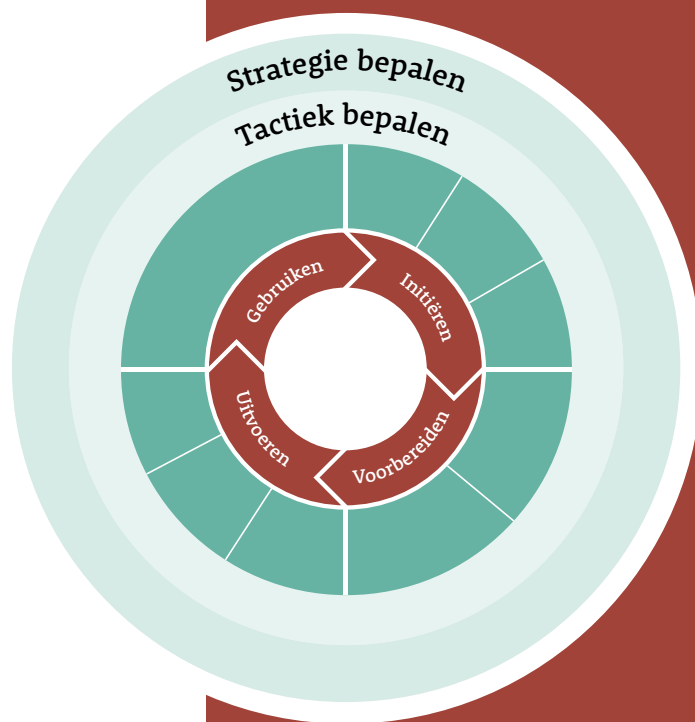 Strategie bepalen
Tactiek bepalen
Gebruiken
Initiëren
Voorbereiden
Uitvoeren